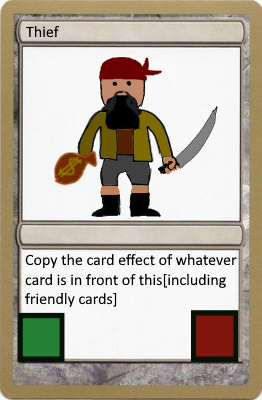 Thief
$
Copy the card effect of whatever
card is in front of this[including
friendly cards]